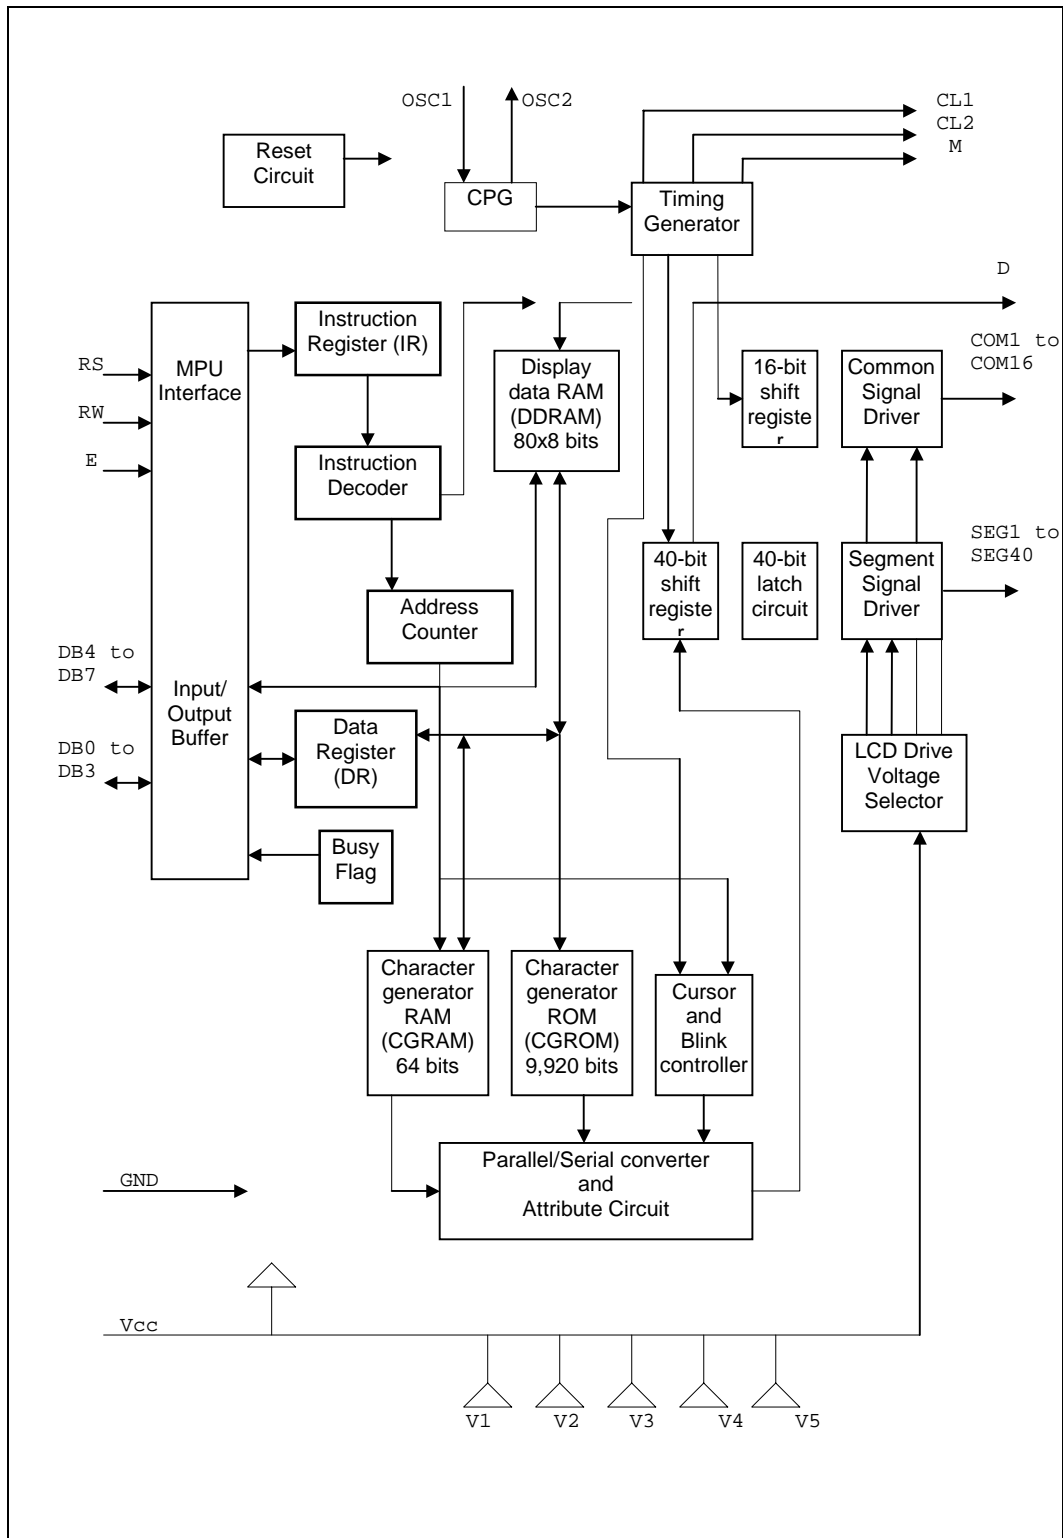 OSC1
OSC2
CL1
CL2
M
Reset
Circuit
CPG
Timing
Generator
D
MPU
Interface
Instruction
Register (IR)
RS
RW
E
Display
data RAM
(DDRAM)
80x8 bits
16-bit
shift
registe
r
Common
Signal
Driver
COM1 to
COM16
Instruction
Decoder
40-bit
shift
registe
r
40-bit
latch
circuit
Segment
Signal
Driver
SEG1 to
SEG40
Address
Counter
DB4 to
DB7
Input/
Output
Buffer
Data
Register
(DR)
DB0 to
DB3
LCD Drive
Voltage
Selector
Busy
Flag
Character
generator
RAM
(CGRAM)
64 bits
Character
generator
ROM
(CGROM)
9,920 bits
Cursor
and
Blink
controller
Parallel/Serial converter
and
Attribute Circuit
GND
Vcc
V1
V2
V3
V4
V5